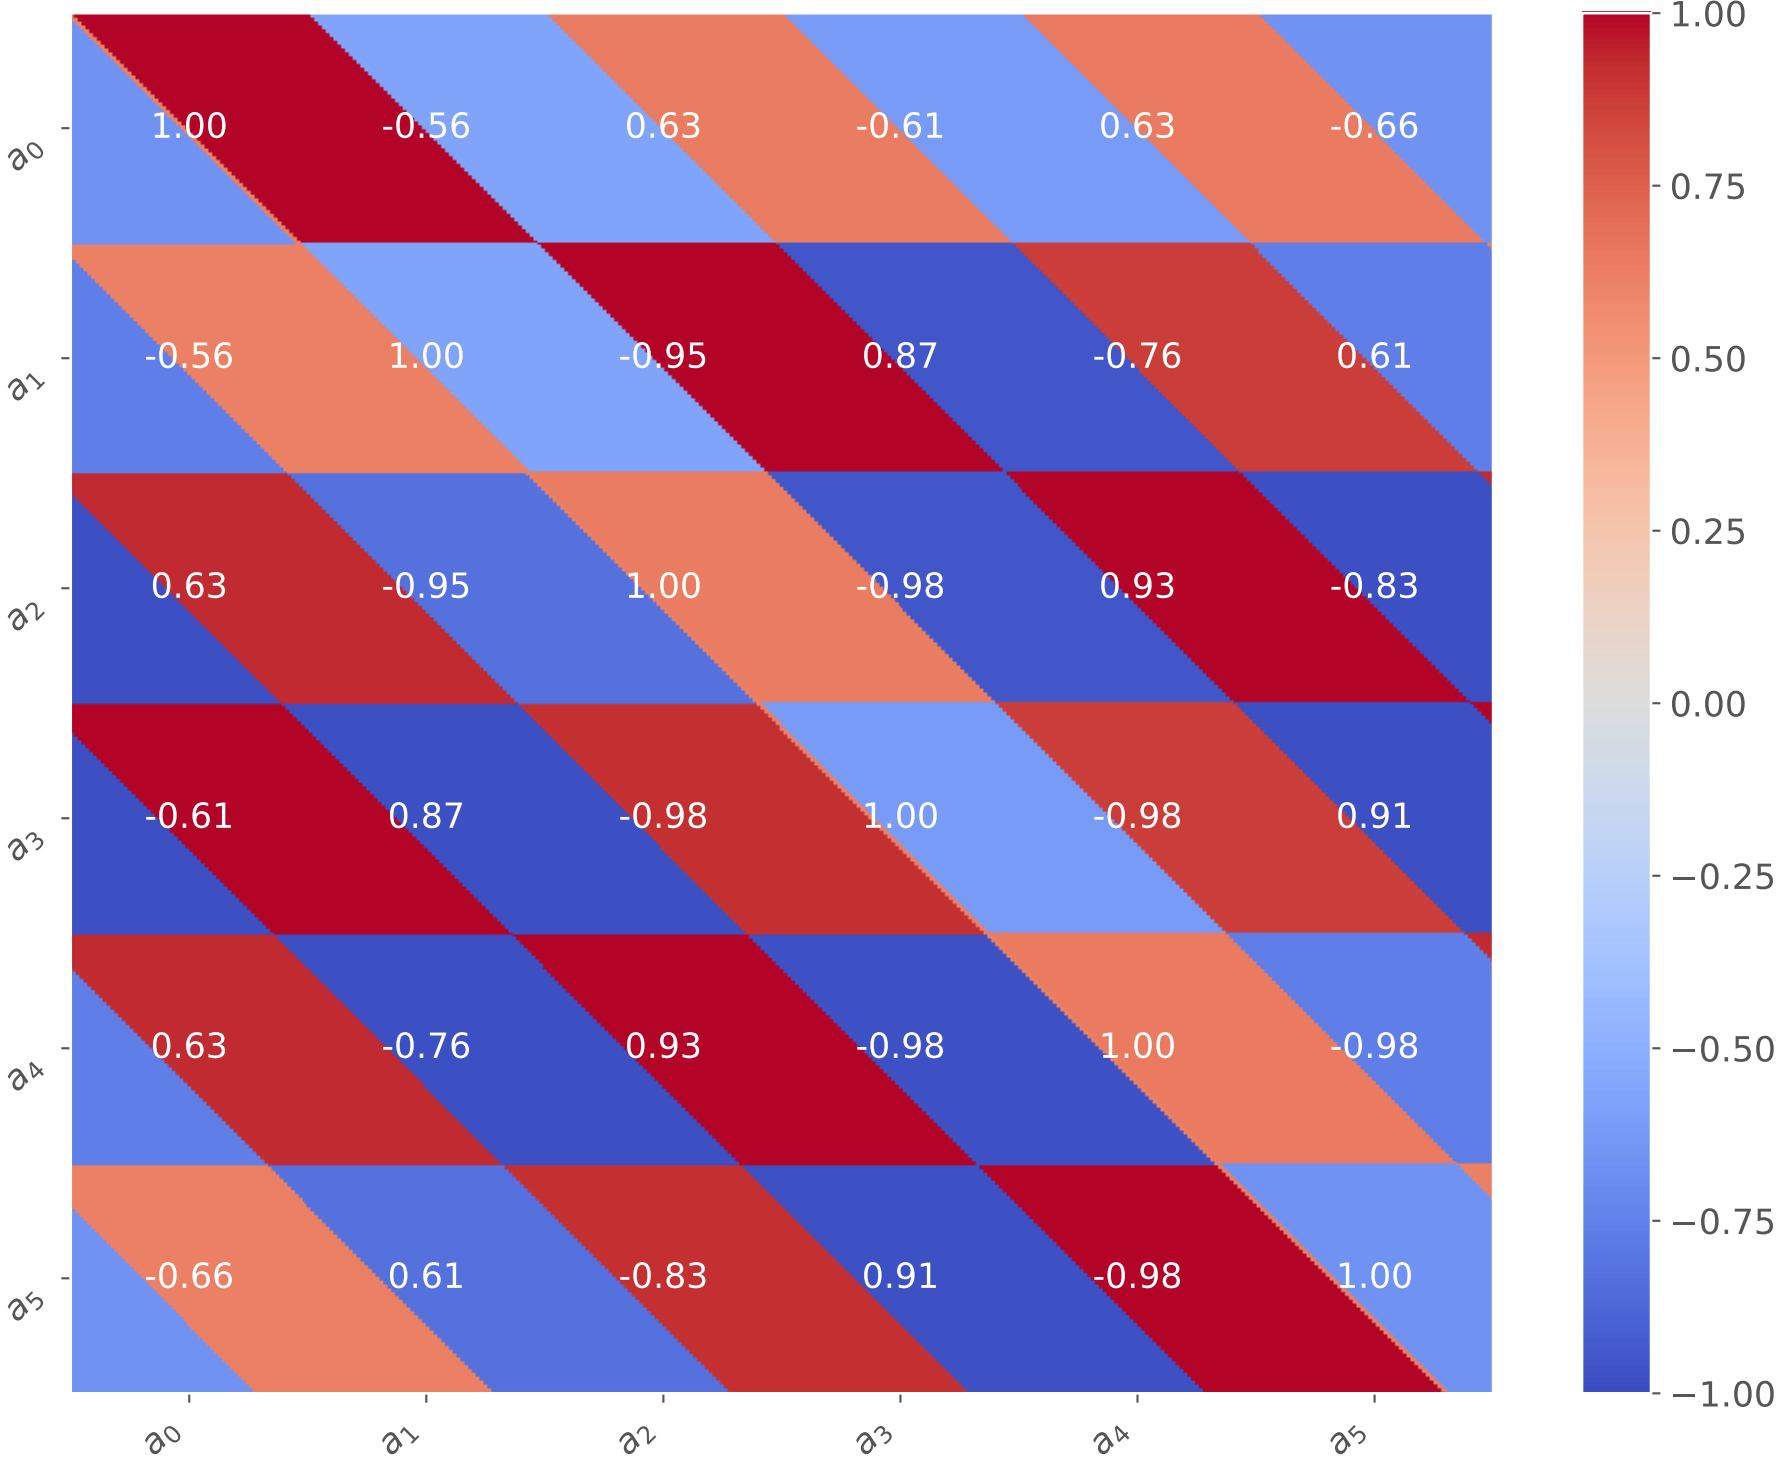 1.00
a0 1.00 -0.56 0.63 -0.61 0.63 -0.66
0.75
a1 -0.56 1.00 -0.95 0.87 -0.76 0.61
0.50
0.25
a2 0.63 -0.95 1.00 -0.98 0.93 -0.83
0.00
a3 -0.61 0.87 -0.98 1.00 -0.98 0.91
−0.25
a4 0.63 -0.76 0.93 -0.98 1.00 -0.98
−0.50
−0.75
a5 -0.66 0.61 -0.83 0.91 -0.98 1.00
−1.00
a0 a1 a2 a3 a4 a5